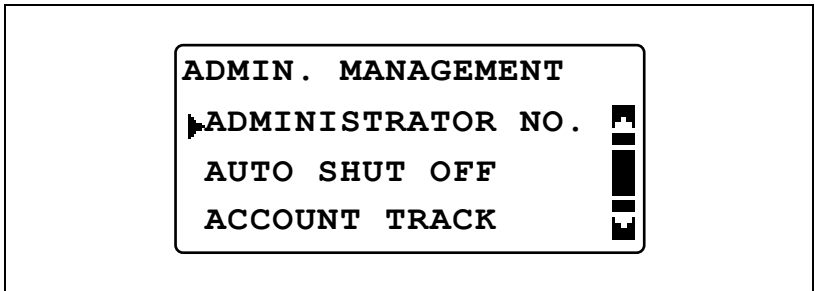 ADMIN. MANAGEMENT
ADMINISTRATOR NO.
AUTO SHUT OFF
ACCOUNT TRACK